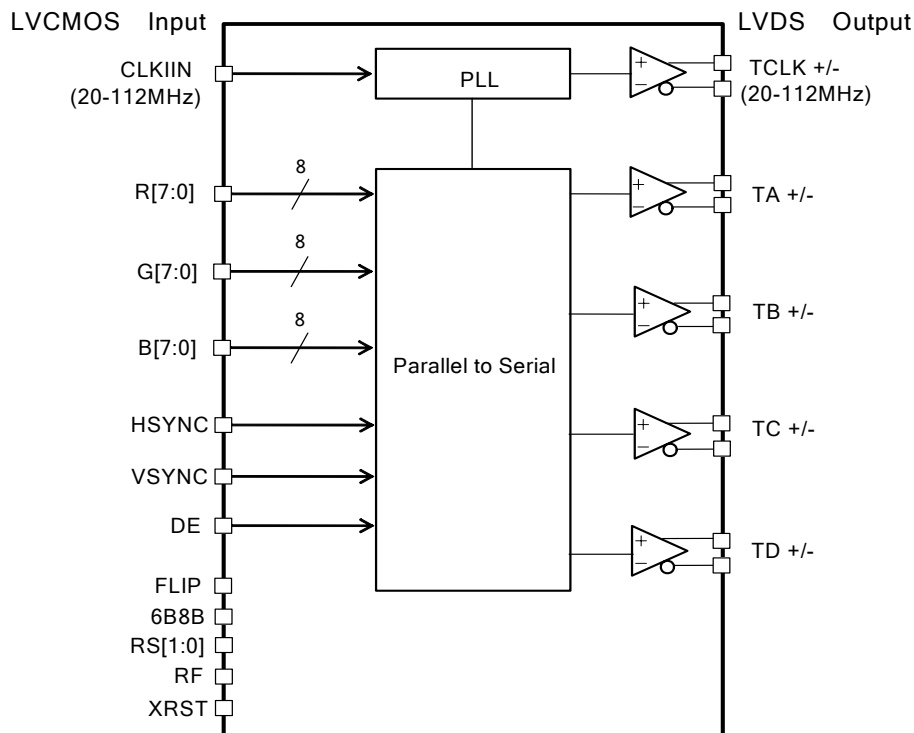 LVCMOS Input
LVDS Output
CLKIIN
(20-112MHz)
PLL
+
−
TCLK +/-
(20-112MHz)
R[7:0]
8
+
−
TA +/-
G[7:0]
8
+
−
TB +/-
B[7:0]
8
Parallel to Serial
HSYNC
+
−
TC +/-
VSYNC
DE
+
−
TD +/-
FLIP
6B8B
RS[1:0]
RF
XRST